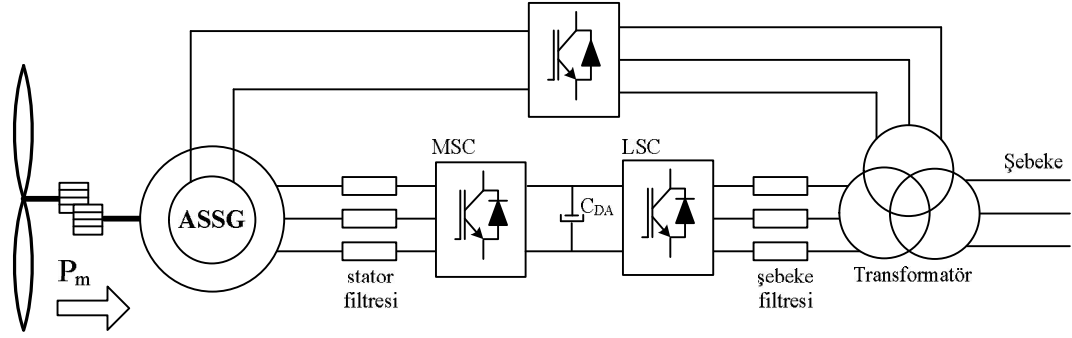 MSC
LSC
Şebeke
ASSG
C_DA
P_m
stator
filtresi
şebeke
filtresi
Transformatör